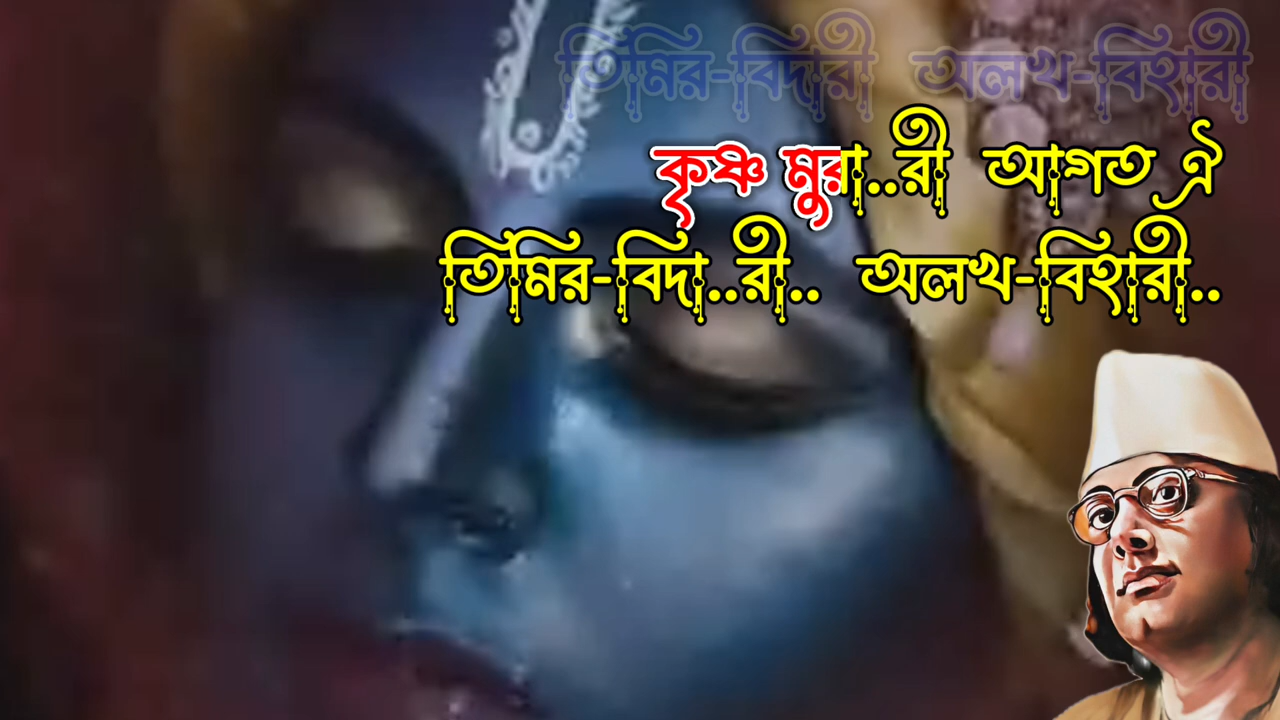 তিমির-বিদারী অলখ-বিহারী
কৃষ্ণ মুরা..রী আগত ঐ
তিমির-বিদা..রী.. অলখ-বিহারী..